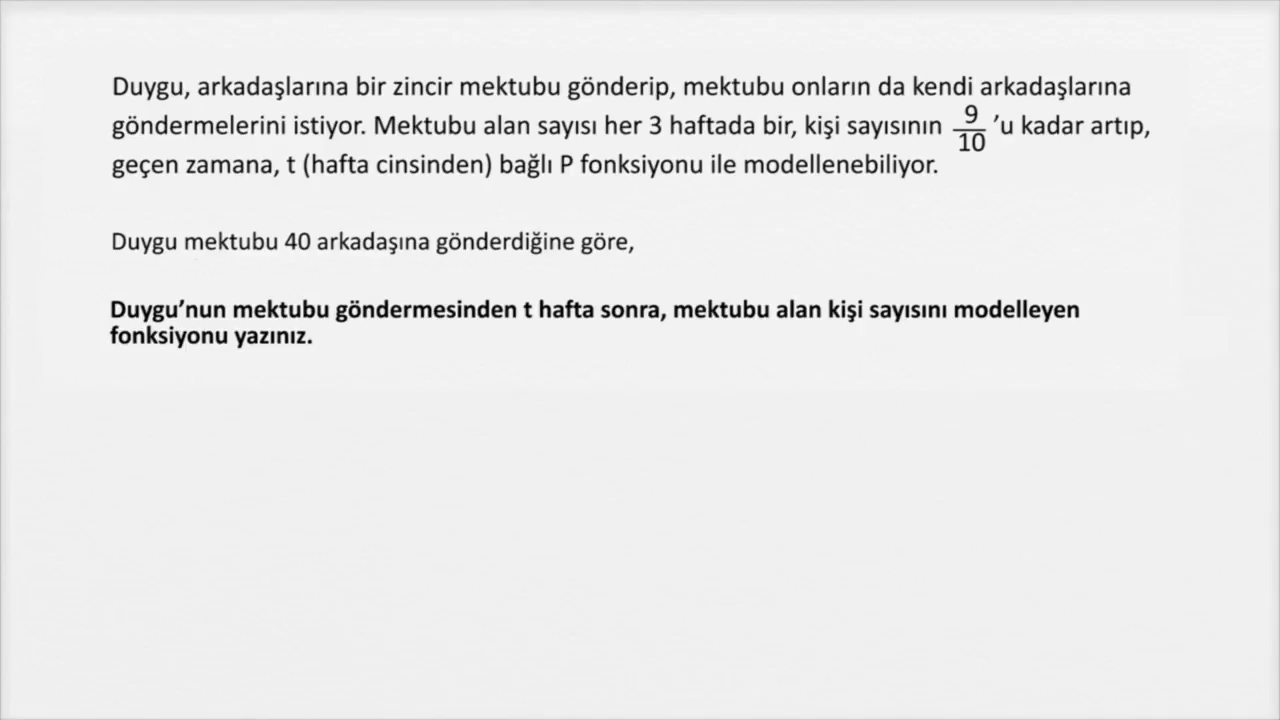 Duygu, arkadaşlarına bir zincir mektubu gönderip, mektubu onların da kendi arkadaşlarına
göndermelerini istiyor. Mektubu alan sayısı her 3 haftada bir, kişi sayısının 9/10 ’u kadar artıp,
geçen zamana, t (hafta cinsinden) bağlı P fonksiyonu ile modellenebiliyor.
Duygu mektubu 40 arkadaşına gönderdiğine göre,
Duygu’nun mektubu göndermesinden t hafta sonra, mektubu alan kişi sayısını modelleyen
fonksiyonu yazınız.